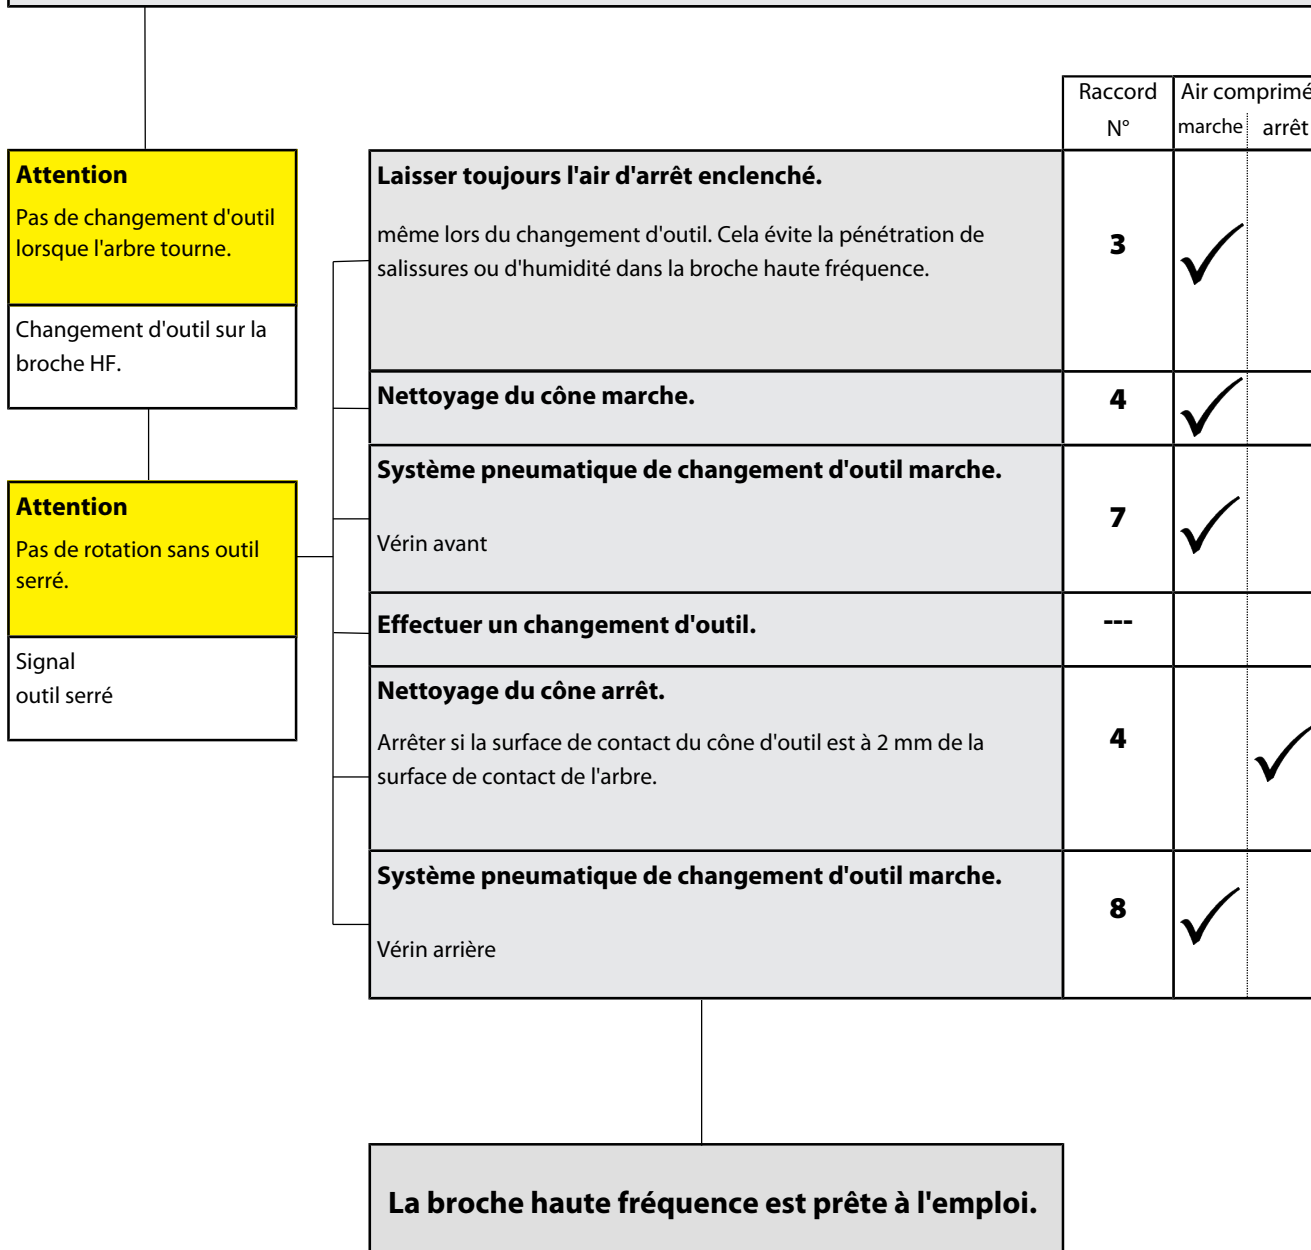 Raccord
N°
Air comprimé
marche
arrêt
Attention
Pas de changement d'outil
lorsque l'arbre tourne.
Changement d'outil sur la
broche HF.
Attention
Pas de rotation sans outil
serré.
Signal
outil serré
Laisser toujours l'air d'arrêt enclenché.
même lors du changement d'outil. Cela évite la pénétration de
salissures ou d'humidité dans la broche haute fréquence.
3
Nettoyage du cône marche.
4
Système pneumatique de changement d'outil marche.
Vérin avant
7
Effectuer un changement d'outil.
---
Nettoyage du cône arrêt.
Arrêter si la surface de contact du cône d'outil est à 2 mm de la
surface de contact de l'arbre.
4
Système pneumatique de changement d'outil marche.
Vérin arrière
8
La broche haute fréquence est prête à l'emploi.